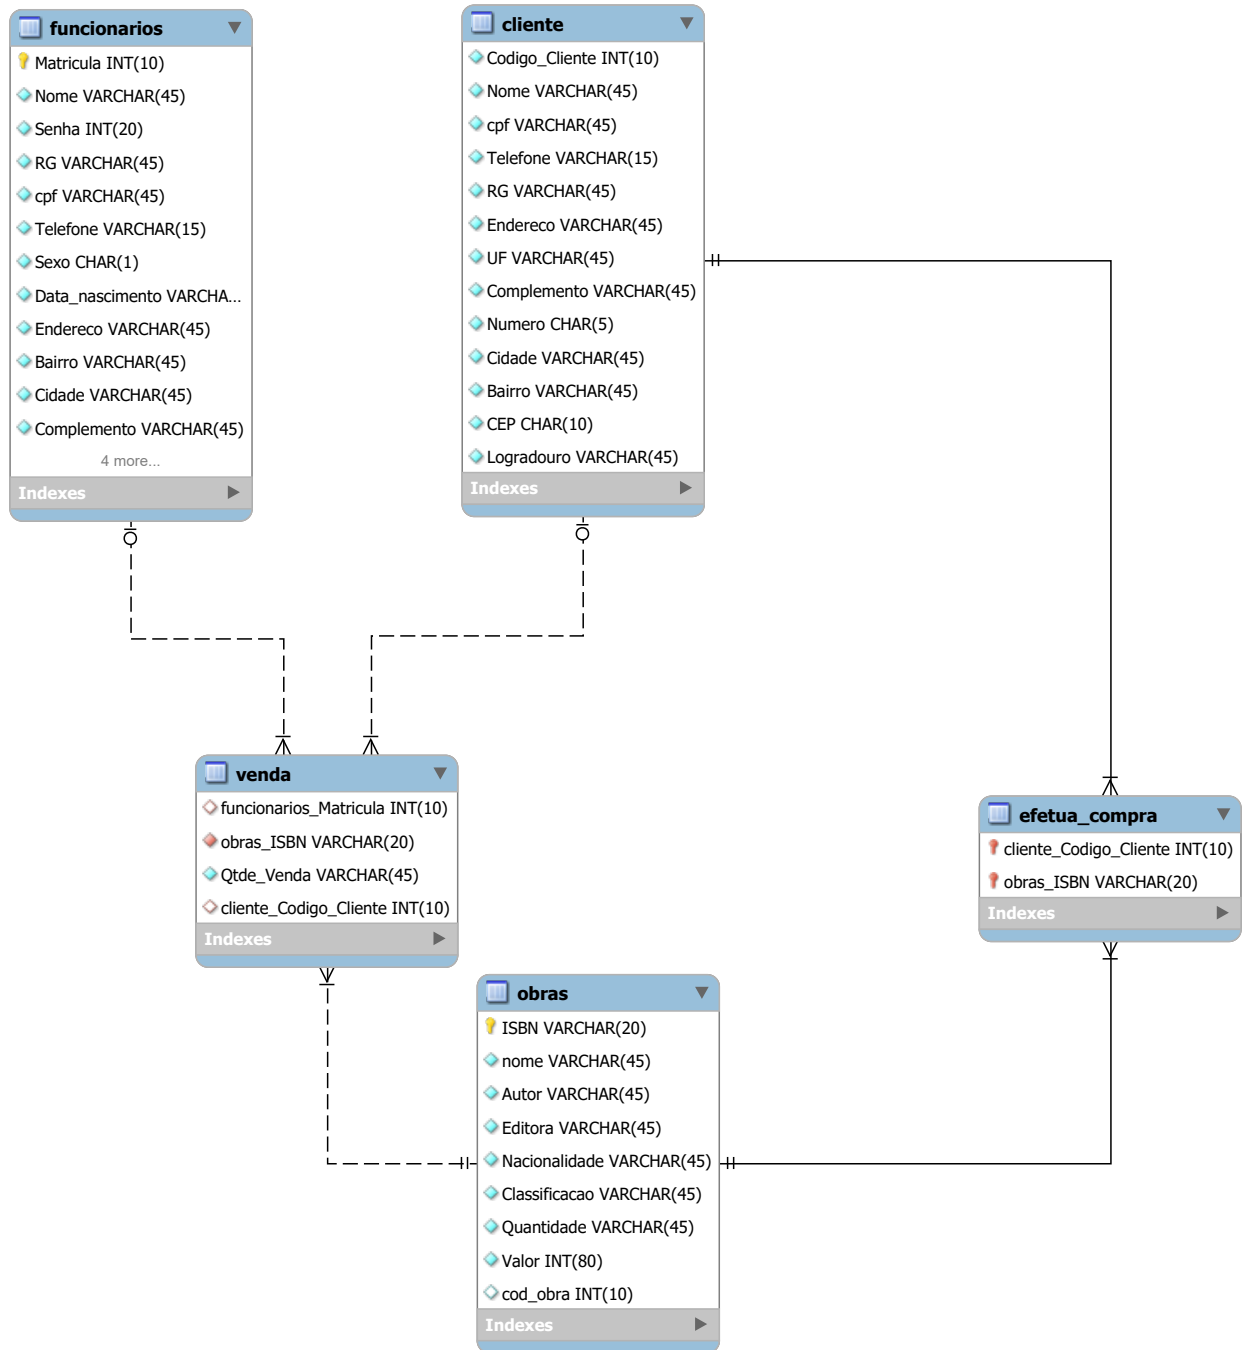 funcionarios
Matricula INT(10)
Nome VARCHAR(45)
Senha INT(20)
RG VARCHAR(45)
cpf VARCHAR(45)
Telefone VARCHAR(15)
Sexo CHAR(1)
Data_nascimento VARCHA...
Endereco VARCHAR(45)
Bairro VARCHAR(45)
Cidade VARCHAR(45)
Complemento VARCHAR(45)
4 more...
Indexes
cliente
Codigo_Cliente INT(10)
Nome VARCHAR(45)
cpf VARCHAR(45)
Telefone VARCHAR(15)
RG VARCHAR(45)
Endereco VARCHAR(45)
UF VARCHAR(45)
Complemento VARCHAR(45)
Numero CHAR(5)
Cidade VARCHAR(45)
Bairro VARCHAR(45)
CEP CHAR(10)
Logradouro VARCHAR(45)
Indexes
venda
funcionarios_Matricula INT(10)
obras_ISBN VARCHAR(20)
Qtde_Venda VARCHAR(45)
cliente_Codigo_Cliente INT(10)
Indexes
efetua_compra
cliente_Codigo_Cliente INT(10)
obras_ISBN VARCHAR(20)
Indexes
obras
ISBN VARCHAR(20)
nome VARCHAR(45)
Autor VARCHAR(45)
Editora VARCHAR(45)
Nacionalidade VARCHAR(45)
Classificacao VARCHAR(45)
Quantidade VARCHAR(45)
Valor INT(80)
cod_obra INT(10)
Indexes